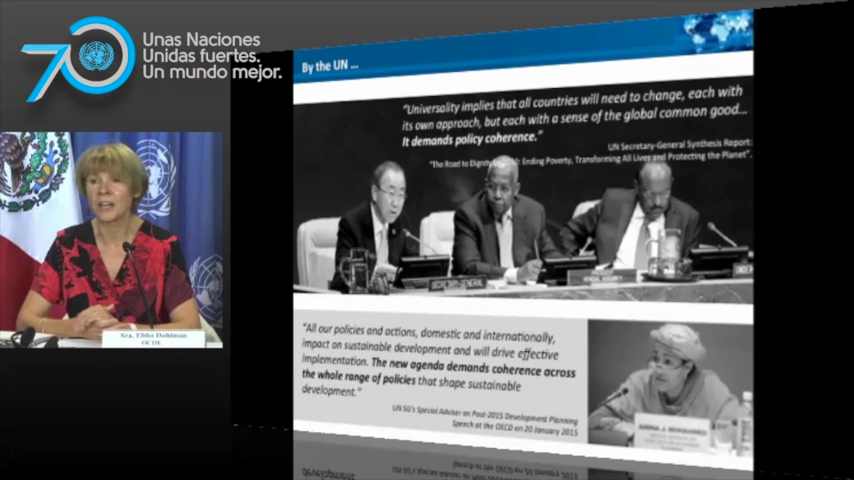 70
Unas Naciones
Unidas fuertes.
Un mundo mejor.
Sra. Ebba Dohlman
OCDE
By the UN ...
"Universality implies that all countries will need to change, each with
its own approach, but each with a sense of the global common good...
It demands policy coherence."
UN Secretary-General Synthesis Report:
"The Road to Dignity by 2030: Ending Poverty, Transforming All Lives and Protecting the Planet".
SECRETARY-GENERAL
GENERAL ASSEMBLY
UNDER
"All our policies and actions, domestic and internationally,
impact on sustainable development and will drive effective
implementation. The new agenda demands coherence across
the whole range of policies that shape sustainable
development."
UN SG's Special Adviser on Post-2015 Development Planning
Speech at the OECD on 20 January 2015
AMINA J. MOHAMMED